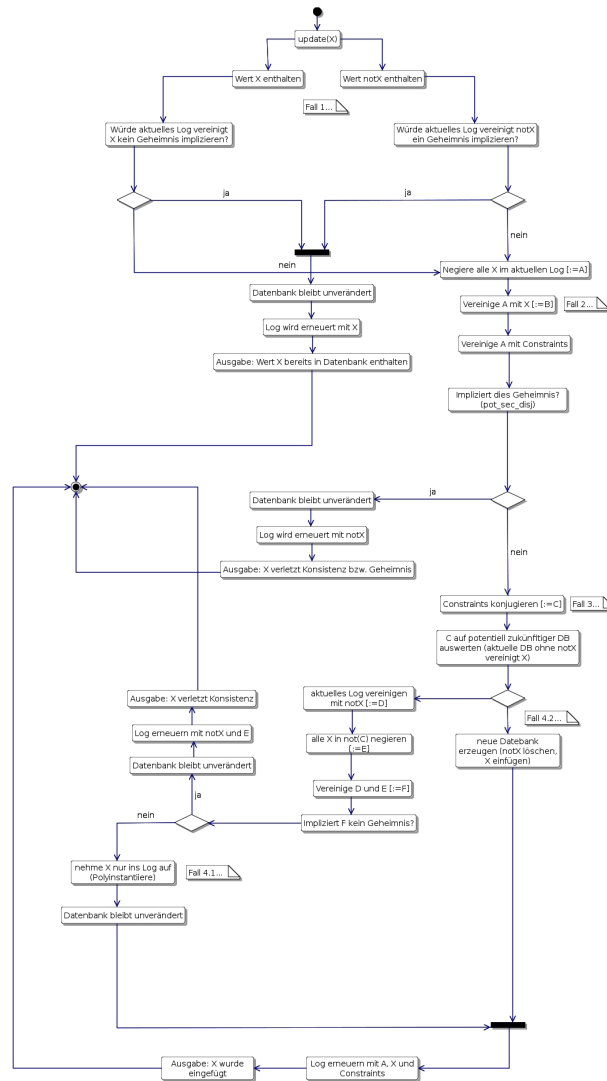 update(X)
Wert X enthalten
Wert notX enthalten
Fall 1...
Würde aktuelles Log vereinigt
X kein Geheimnis implizieren?
Würde aktuelles Log vereinigt notX
ein Geheimnis implizieren?
ja
ja
nein
nein
Negiere alle X im aktuellen Log [:=A]
Datenbank bleibt unverändert
Vereinige A mit X [:=B]
Fall 2...
Log wird erneuert mit X
Vereinige A mit Constraints
Ausgabe: Wert X bereits in Datenbank enthalten
Impliziert dies Geheimnis?
(pot_sec_disj)
ja
Datenbank bleibt unverändert
Log wird erneuert mit notX
nein
Ausgabe: X verletzt Konsistenz bzw. Geheimnis
Constraints konjugieren [:=C]
Fall 3...
C auf potentiell zukünftiger DB
auswerten (aktuelle DB ohne notX
vereinigt X)
Ausgabe: X verletzt Konsistenz
aktuelles Log vereinigen
mit notX [:=D]
Fall 4.2...
Log erneuern mit notX und E
alle X in not(C) negieren
[:=E]
neue Datebank
erzeugen (notX löschen,
X einfügen)
Datenbank bleibt unverändert
Vereinige D und E [:=F]
ja
nein
Impliziert F kein Geheimnis?
nehme X nur ins Log auf
(Polyinstantiiere)
Fall 4.1...
Datenbank bleibt unverändert
Ausgabe: X wurde
eingefügt
Log erneuern mit A, X und
Constraints